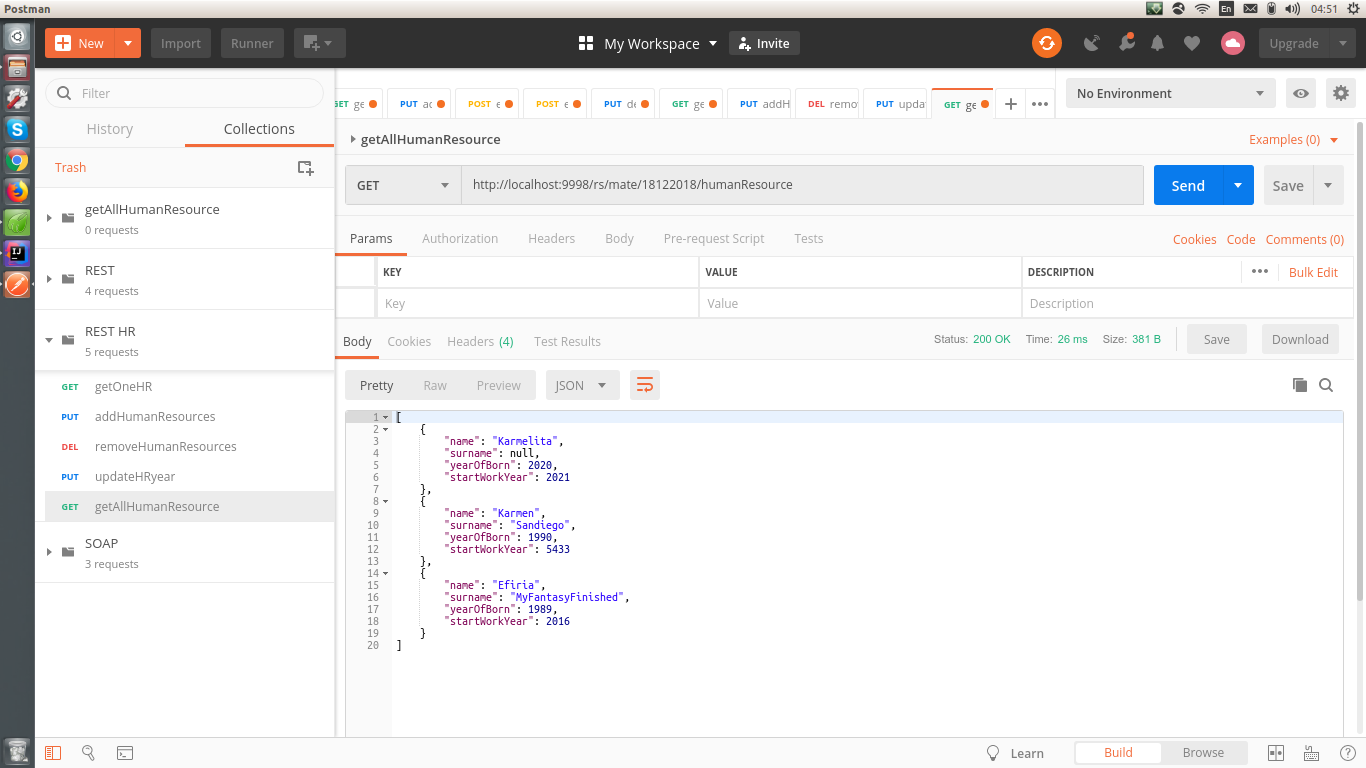 Postman
En
04:51
New
Import
Runner
My Workspace
Invite
Upgrade
Filter
History
Collections
Trash
getAllHumanResource
0 requests
REST
4 requests
REST HR
5 requests
GET getOneHR
PUT addHumanResources
DEL removeHumanResources
PUT updateHRyear
GET getAllHumanResource
SOAP
3 requests
GET ge
PUT ac
POST e
POST e
PUT de
GET ge
PUT addH
DEL remo
PUT updat
GET ge
No Environment
getAllHumanResource
Examples (0)
GET
http://localhost:9998/rs/mate/18122018/humanResource
Send
Save
Params
Authorization
Headers
Body
Pre-request Script
Tests
Cookies
Code
Comments (0)
KEY
VALUE
DESCRIPTION
Bulk Edit
Key
Value
Description
Body
Cookies
Headers (4)
Test Results
Status: 200 OK
Time: 26 ms
Size: 381 B
Save
Download
Pretty
Raw
Preview
JSON
1 [
2 {
3 "name": "Karmelita",
4 "surname": null,
5 "yearOfBorn": 2020,
6 "startWorkYear": 2021
7 },
8 {
9 "name": "Karmen",
10 "surname": "Sandiego",
11 "yearOfBorn": 1990,
12 "startWorkYear": 5433
13 },
14 {
15 "name": "Efiria",
16 "surname": "MyFantasyFinished",
17 "yearOfBorn": 1989,
18 "startWorkYear": 2016
19 }
20 ]
Learn
Build
Browse